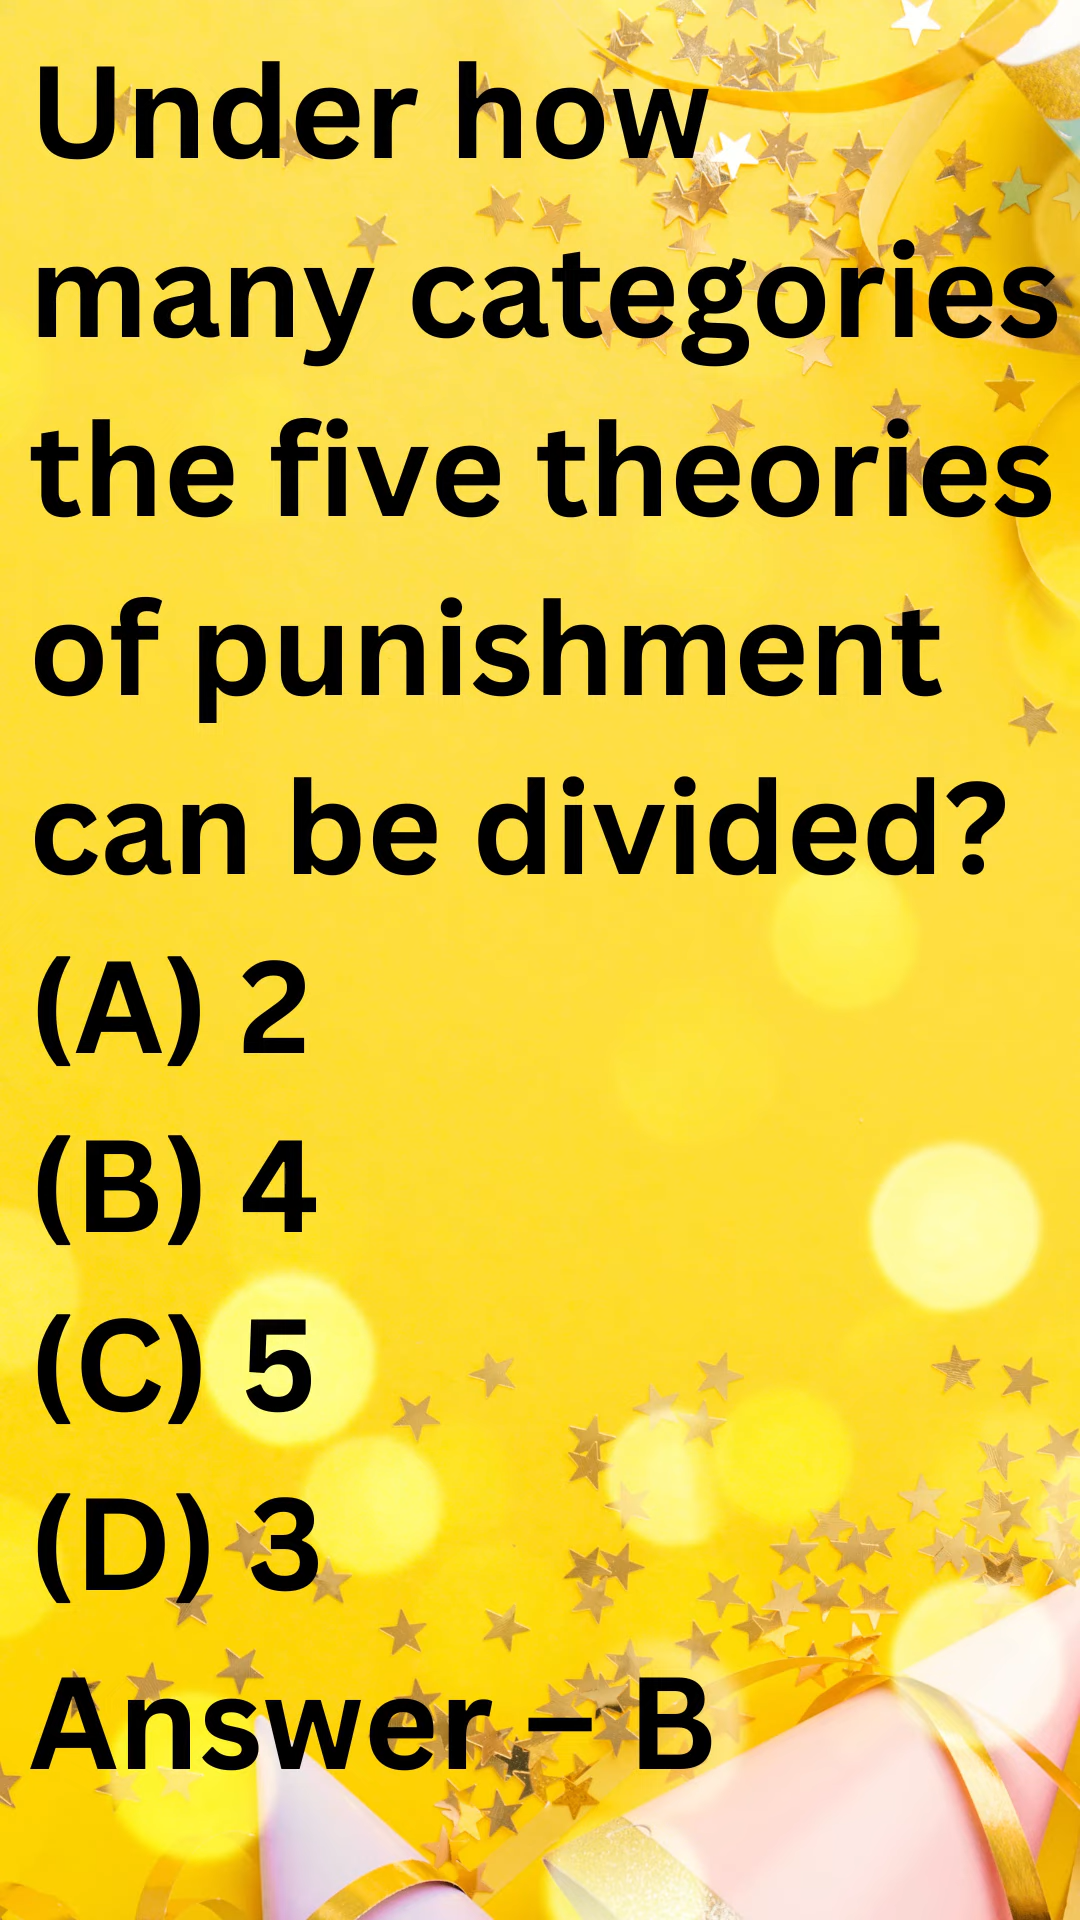 Under how
many categories
the five theories
of punishment
can be divided?
(A) 2
(B) 4
(C) 5
(D) 3
Answer – B